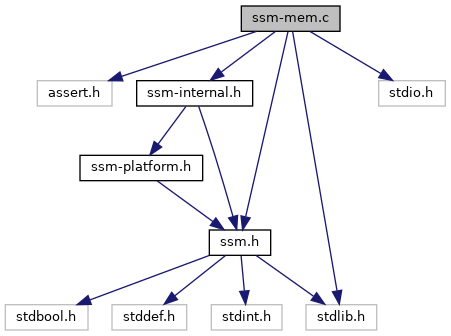 ssm-mem.c
assert.h
ssm-internal.h
stdio.h
ssm-platform.h
ssm.h
stdbool.h
stddef.h
stdint.h
stdlib.h